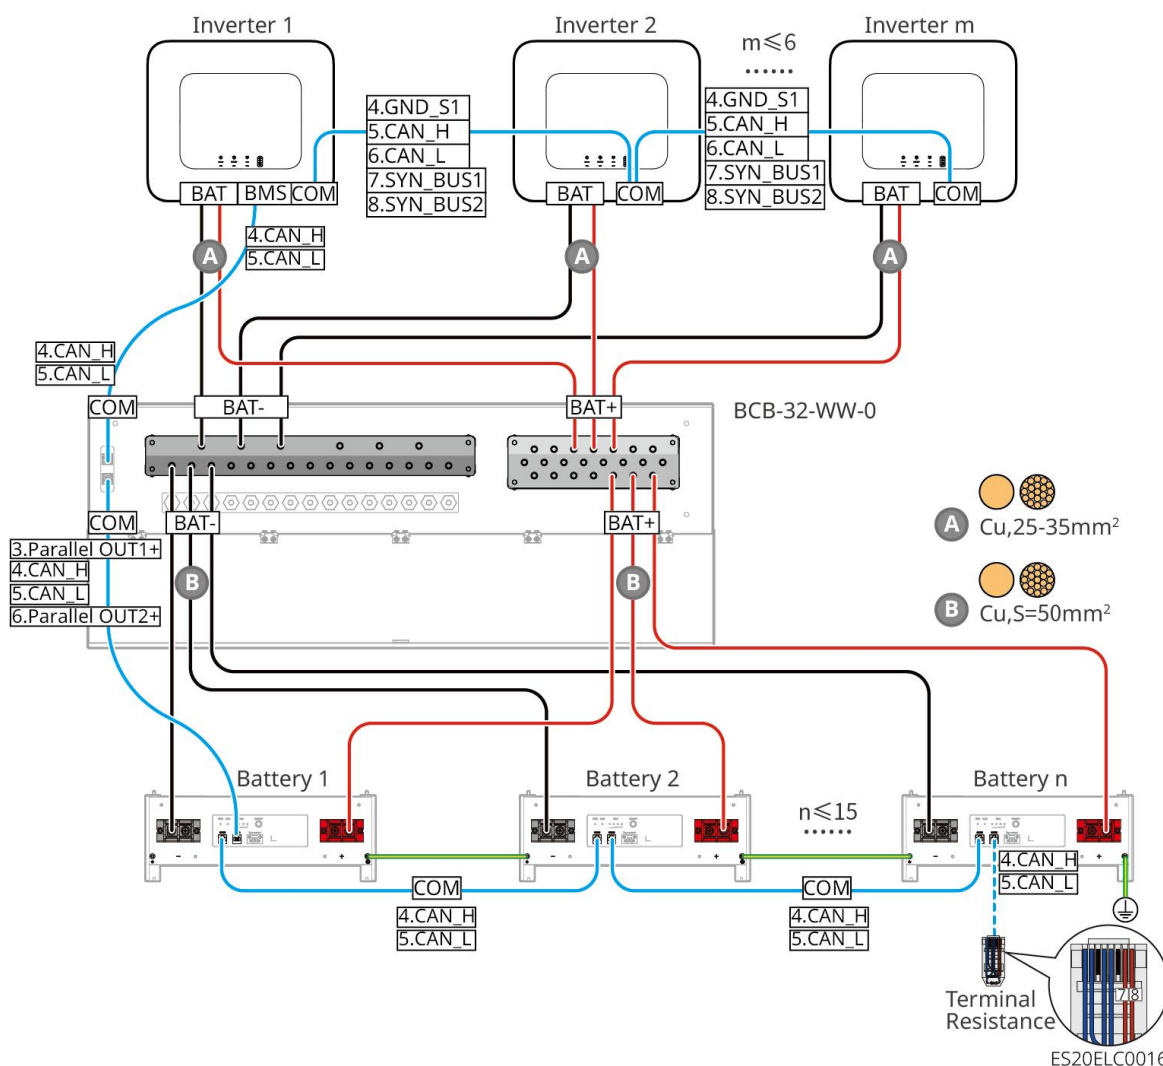 Inverter 1
Inverter 2
m≤6
......
Inverter m
4.GND_S1
5.CAN_H
6.CAN_L
7.SYN_BUS1
8.SYN_BUS2
4.GND_S1
5.CAN_H
6.CAN_L
7.SYN_BUS1
8.SYN_BUS2
BAT
BMS
COM
BAT
COM
BAT
COM
4.CAN_H
5.CAN_L
A
A
A
4.CAN_H
5.CAN_L
COM
BAT-
BAT+
BCB-32-WW-0
COM
BAT-
BAT+
A
Cu,25-35mm²
3.Parallel OUT1+
4.CAN_H
5.CAN_L
6.Parallel OUT2+
B
B
B
Cu,S=50mm²
Battery 1
Battery 2
n≤15
......
Battery n
-
+
-
+
-
+
4.CAN_H
5.CAN_L
COM
4.CAN_H
5.CAN_L
COM
4.CAN_H
5.CAN_L
Terminal
Resistance
7 8
ES20ELC0016